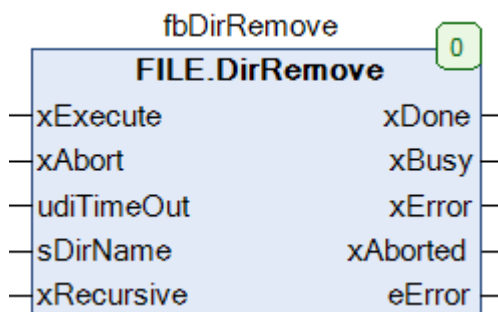 fbDirRemove
0
FILE.DirRemove
xExecute xDone
xAbort xBusy
udiTimeOut xError
sDirName xAborted
xRecursive eError